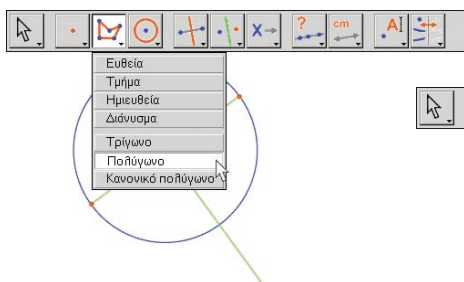 ? cm A
Ευθεία
Τμήμα
Ημιευθεία
Διάνυσμα
Τρίγωνο
Πολύγωνο
Κανονικό πολύγωνο